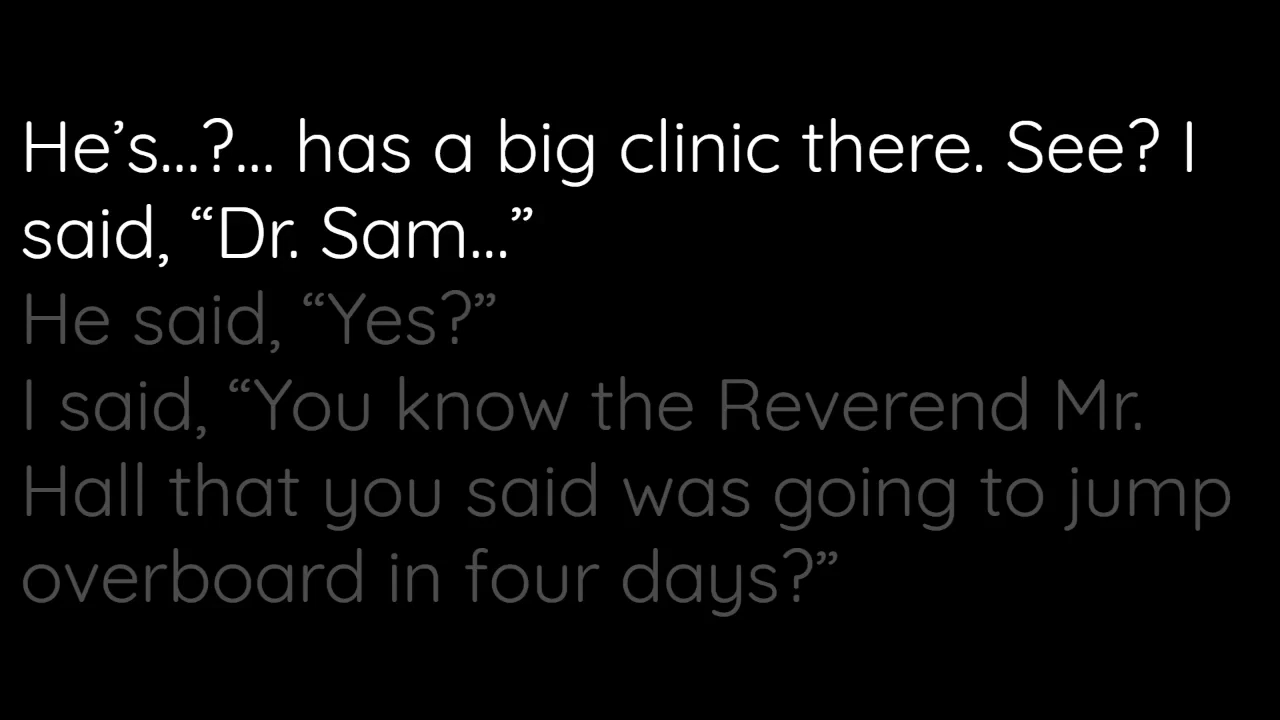 He’s...?... has a big clinic there. See? I
said, “Dr. Sam...”
He said, “Yes?”
I said, “You know the Reverend Mr.
Hall that you said was going to jump
overboard in four days?”